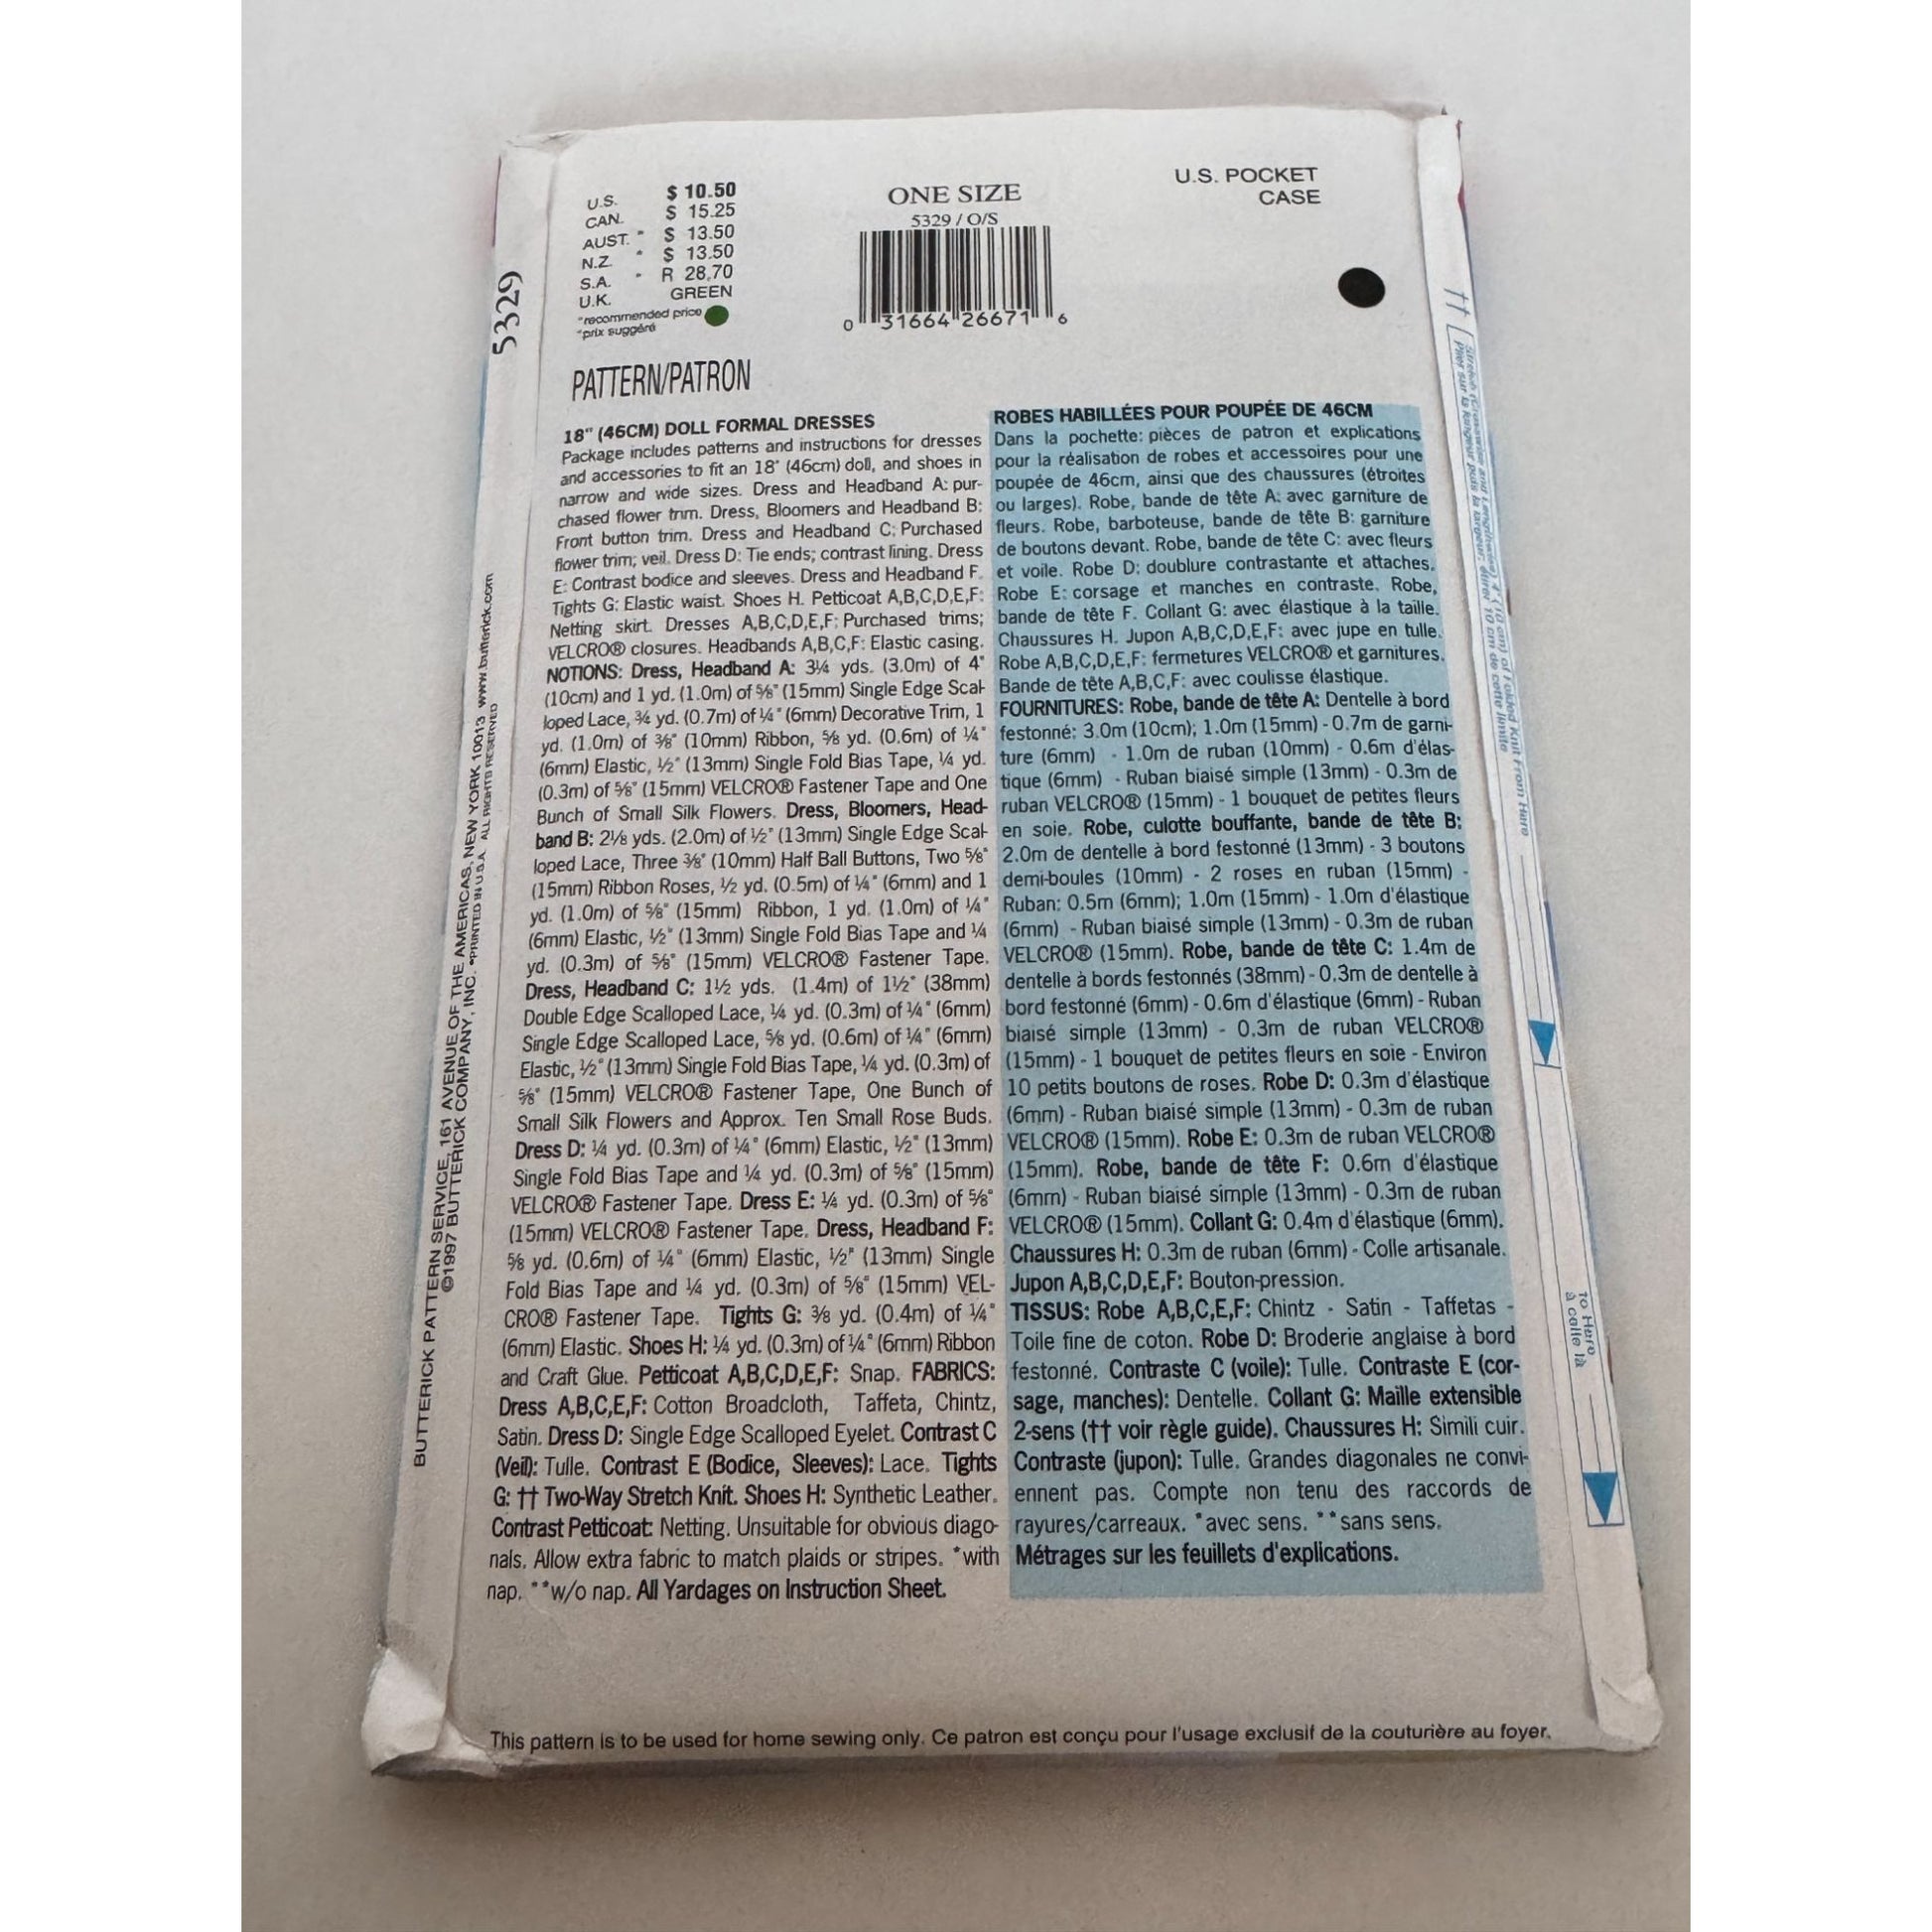 U.S. $ 10.50
CAN. $ 15.25
AUST. * $ 13.50
N.Z. * $ 13.50
S.A. * R 28.70
U.K. GREEN
*recommended price
*prix suggéré
ONE SIZE
5329 / O/S
0 31664 26671 6
U.S. POCKET
CASE
5329
PATTERN/PATRON
18" (46CM) DOLL FORMAL DRESSES
Package includes patterns and instructions for dresses
and accessories to fit an 18" (46cm) doll, and shoes in
narrow and wide sizes. Dress and Headband A: pur-
chased flower trim. Dress, Bloomers and Headband B:
Front button trim. Dress and Headband C: Purchased
flower trim; veil. Dress D: Tie ends; contrast lining. Dress
E: Contrast bodice and sleeves. Dress and Headband F.
Tights G: Elastic waist. Shoes H. Petticoat A,B,C,D,E,F:
Netting skirt. Dresses A,B,C,D,E,F: Purchased trims;
VELCRO® closures. Headbands A,B,C,F: Elastic casing.
NOTIONS: Dress, Headband A: 3¼ yds. (3.0m) of 4"
(10cm) and 1 yd. (1.0m) of ⅝" (15mm) Single Edge Scal-
loped Lace, ¾ yd. (0.7m) of ¼" (6mm) Decorative Trim, 1
yd. (1.0m) of ⅜" (10mm) Ribbon, ⅝ yd. (0.6m) of ¼"
(6mm) Elastic, ½" (13mm) Single Fold Bias Tape, ¼ yd.
(0.3m) of ⅝" (15mm) VELCRO® Fastener Tape and One
Bunch of Small Silk Flowers. Dress, Bloomers, Head-
band B: 2⅛ yds. (2.0m) of ½" (13mm) Single Edge Scal-
loped Lace, Three ⅜" (10mm) Half Ball Buttons, Two ⅝"
(15mm) Ribbon Roses, ½ yd. (0.5m) of ¼" (6mm) and 1
yd. (1.0m) of ⅝" (15mm) Ribbon, 1 yd. (1.0m) of ¼"
(6mm) Elastic, ½" (13mm) Single Fold Bias Tape and ¼
yd. (0.3m) of ⅝" (15mm) VELCRO® Fastener Tape.
Dress, Headband C: 1½ yds. (1.4m) of 1½" (38mm)
Double Edge Scalloped Lace, ¼ yd. (0.3m) of ¼" (6mm)
Single Edge Scalloped Lace, ⅝ yd. (0.6m) of ¼" (6mm)
Elastic, ½" (13mm) Single Fold Bias Tape, ¼ yd. (0.3m) of
⅝" (15mm) VELCRO® Fastener Tape, One Bunch of
Small Silk Flowers and Approx. Ten Small Rose Buds.
Dress D: ¼ yd. (0.3m) of ¼" (6mm) Elastic, ½" (13mm)
Single Fold Bias Tape and ¼ yd. (0.3m) of ⅝" (15mm)
VELCRO® Fastener Tape. Dress E: ¼ yd. (0.3m) of ⅝"
(15mm) VELCRO® Fastener Tape. Dress, Headband F:
⅝ yd. (0.6m) of ¼" (6mm) Elastic, ½" (13mm) Single
Fold Bias Tape and ¼ yd. (0.3m) of ⅝" (15mm) VEL-
CRO® Fastener Tape. Tights G: ⅜ yd. (0.4m) of ¼"
(6mm) Elastic. Shoes H: ¼ yd. (0.3m) of ¼" (6mm) Ribbon
and Craft Glue. Petticoat A,B,C,D,E,F: Snap. FABRICS:
Dress A,B,C,E,F: Cotton Broadcloth, Taffeta, Chintz,
Satin. Dress D: Single Edge Scalloped Eyelet. Contrast C
(Veil): Tulle. Contrast E (Bodice, Sleeves): Lace. Tights
G: †† Two-Way Stretch Knit. Shoes H: Synthetic Leather.
Contrast Petticoat: Netting. Unsuitable for obvious diago-
nals. Allow extra fabric to match plaids or stripes. *with
nap. **w/o nap. All Yardages on Instruction Sheet.
ROBES HABILLÉES POUR POUPÉE DE 46CM
Dans la pochette: pièces de patron et explications
pour la réalisation de robes et accessoires pour une
poupée de 46cm, ainsi que des chaussures (étroites
ou larges). Robe, bande de tête A: avec garniture de
fleurs. Robe, barboteuse, bande de tête B: garniture
de boutons devant. Robe, bande de tête C: avec fleurs
et voile. Robe D: doublure contrastante et attaches.
Robe E: corsage et manches en contraste. Robe,
bande de tête F. Collant G: avec élastique à la taille.
Chaussures H. Jupon A,B,C,D,E,F: avec jupe en tulle.
Robe A,B,C,D,E,F: fermetures VELCRO® et garnitures.
Bande de tête A,B,C,F: avec coulisse élastique.
FOURNITURES: Robe, bande de tête A: Dentelle à bord
festonné: 3.0m (10cm); 1.0m (15mm) - 0.7m de garni-
ture (6mm) - 1.0m de ruban (10mm) - 0.6m d'élas-
tique (6mm) - Ruban biaisé simple (13mm) - 0.3m de
ruban VELCRO® (15mm) - 1 bouquet de petites fleurs
en soie. Robe, culotte bouffante, bande de tête B:
2.0m de dentelle à bord festonné (13mm) - 3 boutons
demi-boules (10mm) - 2 roses en ruban (15mm) -
Ruban: 0.5m (6mm); 1.0m (15mm) - 1.0m d'élastique
(6mm) - Ruban biaisé simple (13mm) - 0.3m de ruban
VELCRO® (15mm). Robe, bande de tête C: 1.4m de
dentelle à bords festonnés (38mm) - 0.3m de dentelle à
bord festonné (6mm) - 0.6m d'élastique (6mm) - Ruban
biaisé simple (13mm) - 0.3m de ruban VELCRO®
(15mm) - 1 bouquet de petites fleurs en soie - Environ
10 petits boutons de roses. Robe D: 0.3m d'élastique
(6mm) - Ruban biaisé simple (13mm) - 0.3m de ruban
VELCRO® (15mm). Robe E: 0.3m de ruban VELCRO®
(15mm). Robe, bande de tête F: 0.6m d'élastique
(6mm) - Ruban biaisé simple (13mm) - 0.3m de ruban
VELCRO® (15mm). Collant G: 0.4m d'élastique (6mm).
Chaussures H: 0.3m de ruban (6mm) - Colle artisanale.
Jupon A,B,C,D,E,F: Bouton-pression.
TISSUS: Robe A,B,C,E,F: Chintz - Satin - Taffetas -
Toile fine de coton. Robe D: Broderie anglaise à bord
festonné. Contraste C (voile): Tulle. Contraste E (cor-
sage, manches): Dentelle. Collant G: Maille extensible
2-sens (†† voir règle guide). Chaussures H: Simili cuir.
Contraste (jupon): Tulle. Grandes diagonales ne convi-
ennent pas. Compte non tenu des raccords de
rayures/carreaux. *avec sens. **sans sens.
Métrages sur les feuillets d'explications.
BUTTERICK PATTERN SERVICE, 161 AVENUE OF THE AMERICAS, NEW YORK 10013 www.butterick.com
©1997 BUTTERICK COMPANY, INC. *PRINTED IN U.S.A. ALL RIGHTS RESERVED
†† Stretch (Crosswise and Lengthwise) 4" (10 cm) of Folded Knit From Here
Plier sur la longueur puis la largeur; étirer 10 cm de cette limite
to Here
à celle là
This pattern is to be used for home sewing only. Ce patron est conçu pour l'usage exclusif de la couturière au foyer.